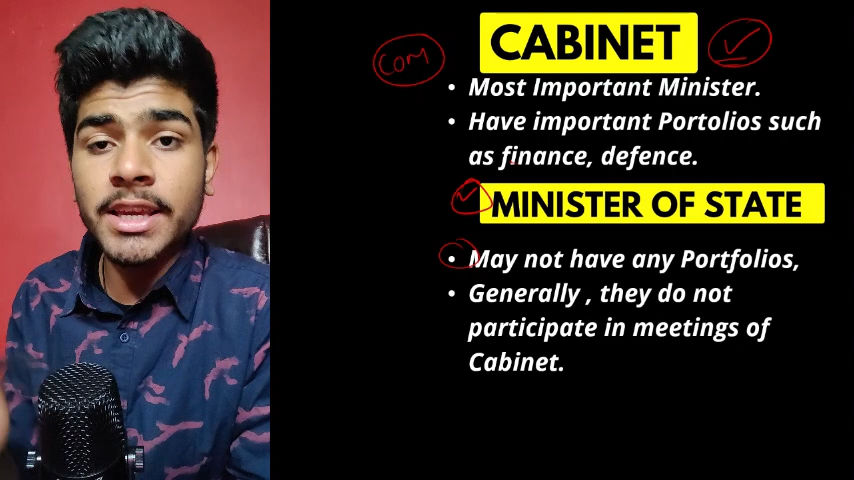 CABINET
COM
• Most Important Minister.
• Have important Portolios such
as finance, defence.
MINISTER OF STATE
• May not have any Portfolios,
• Generally , they do not
participate in meetings of
Cabinet.